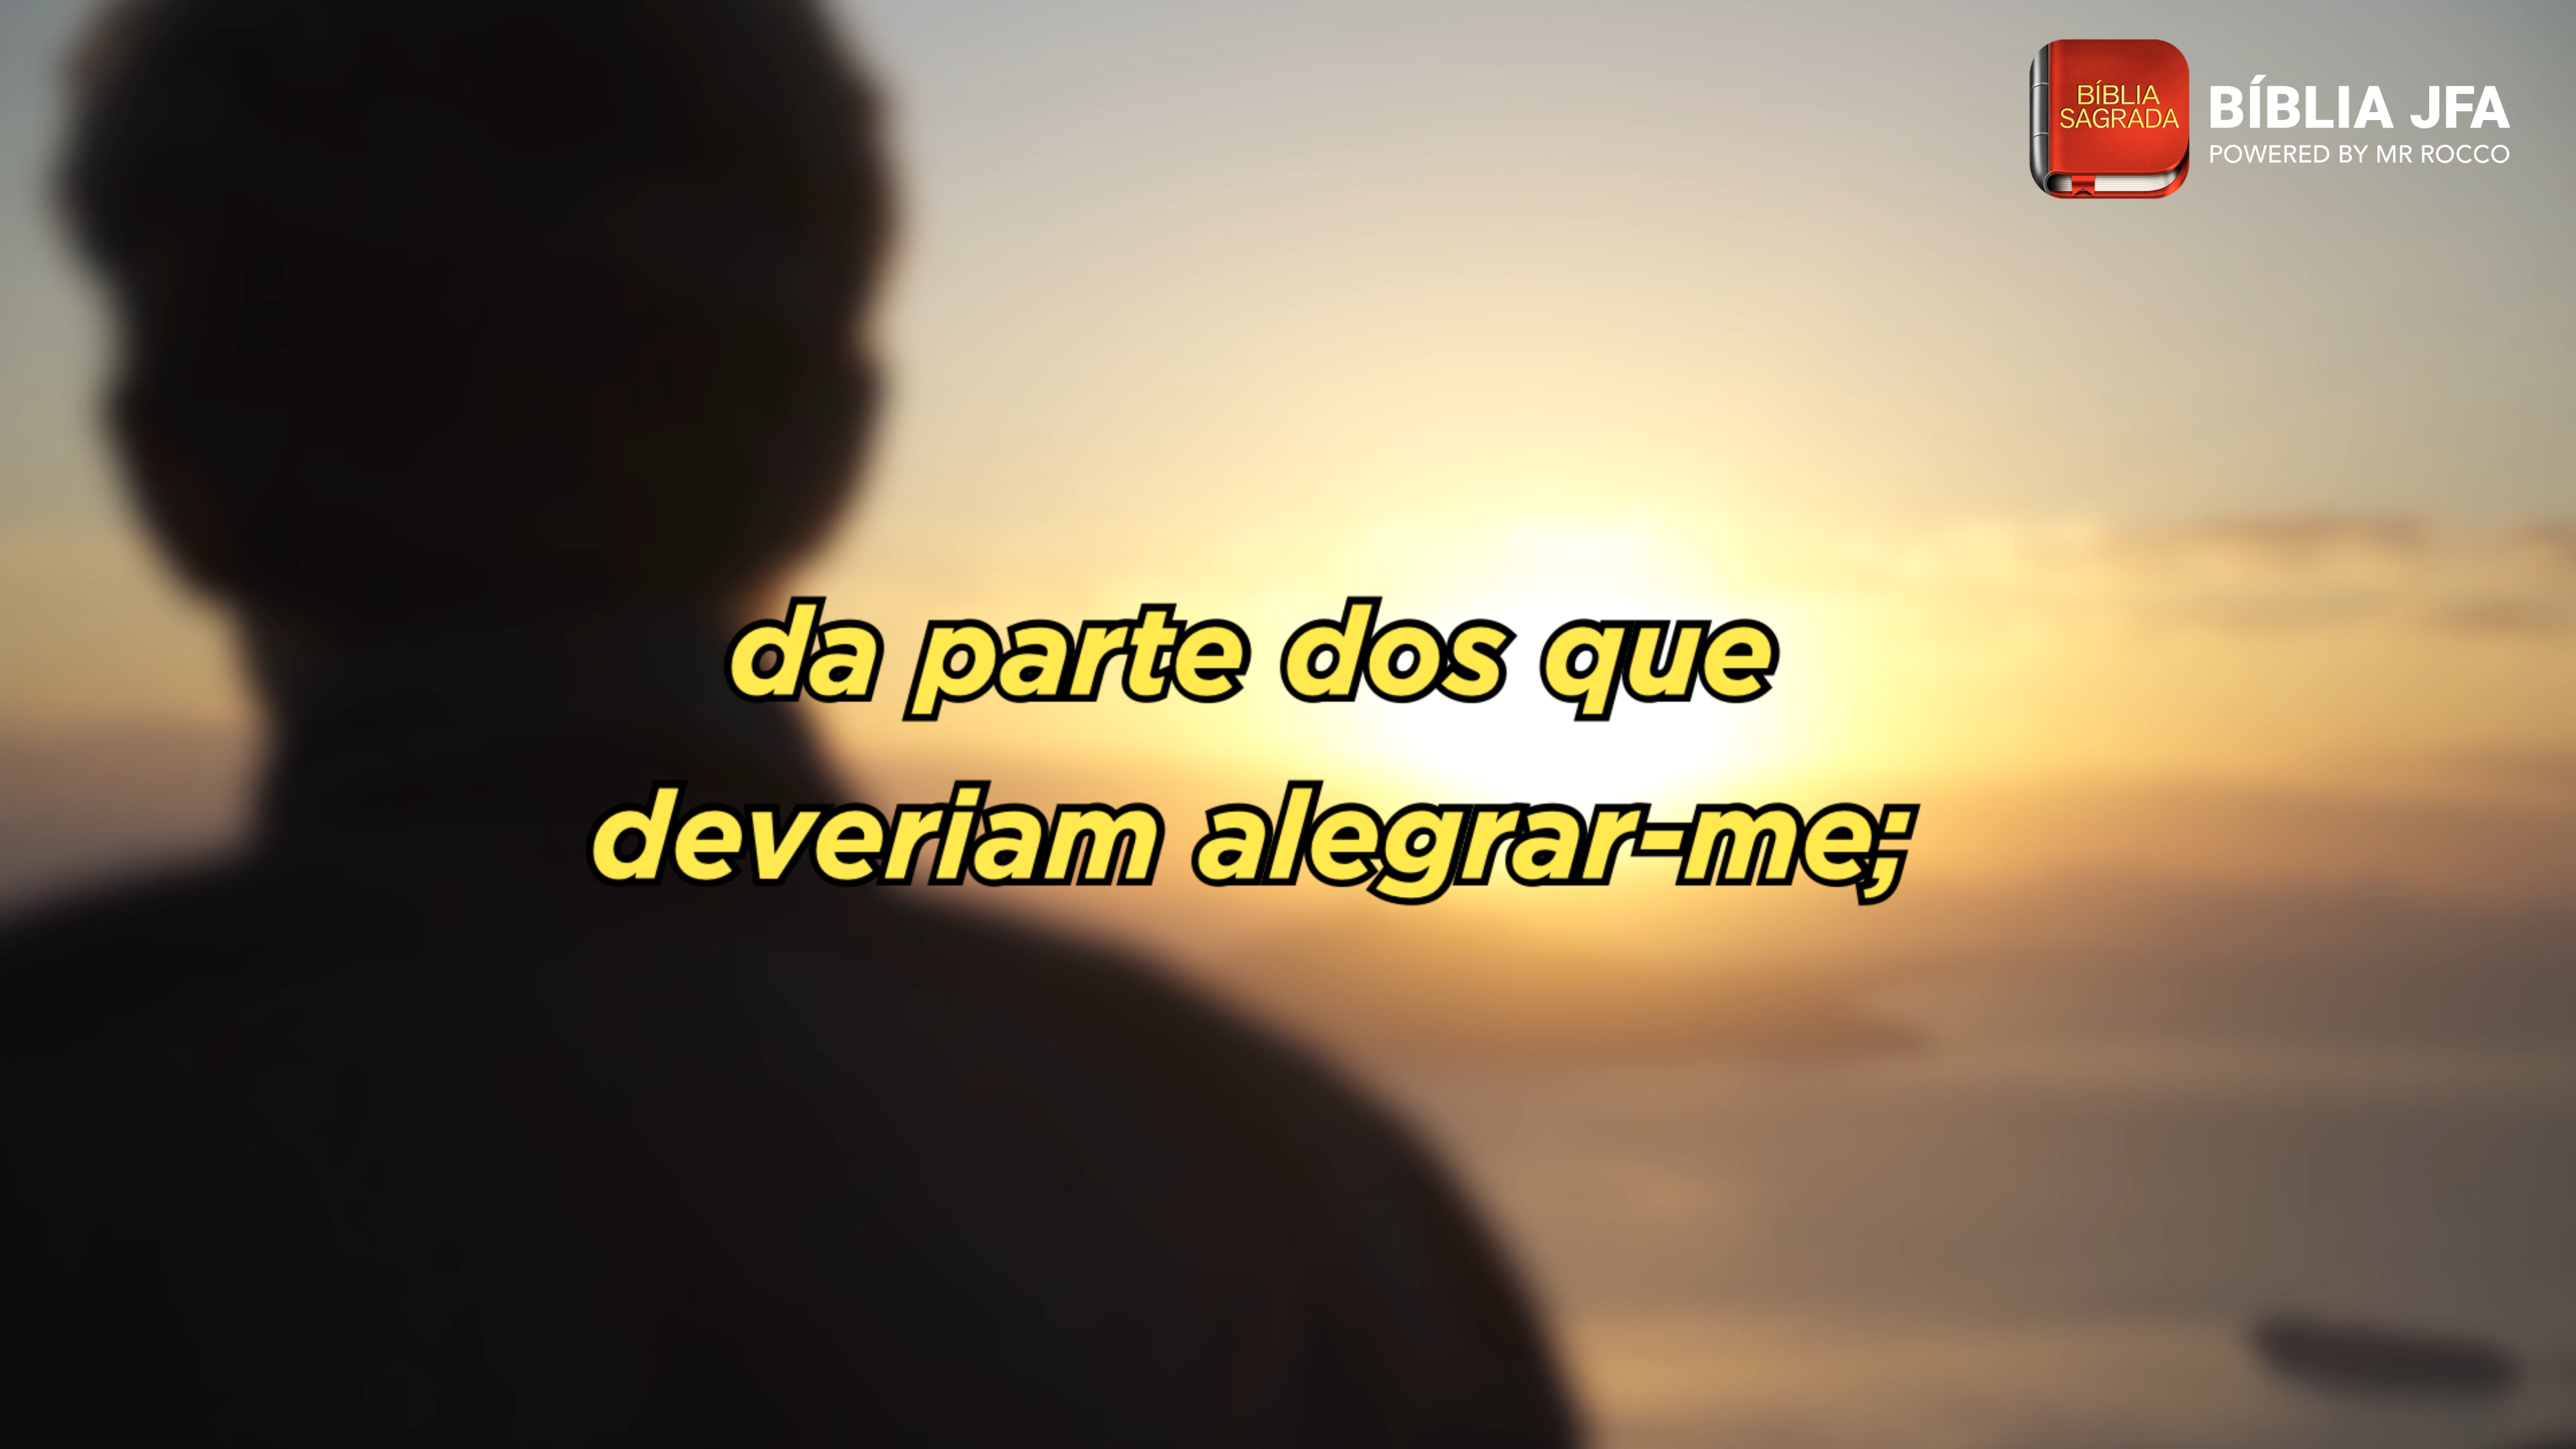 BÍBLIA
SAGRADA
BÍBLIA JFA
POWERED BY MR ROCCO
da parte dos que
deveriam alegrar-me;